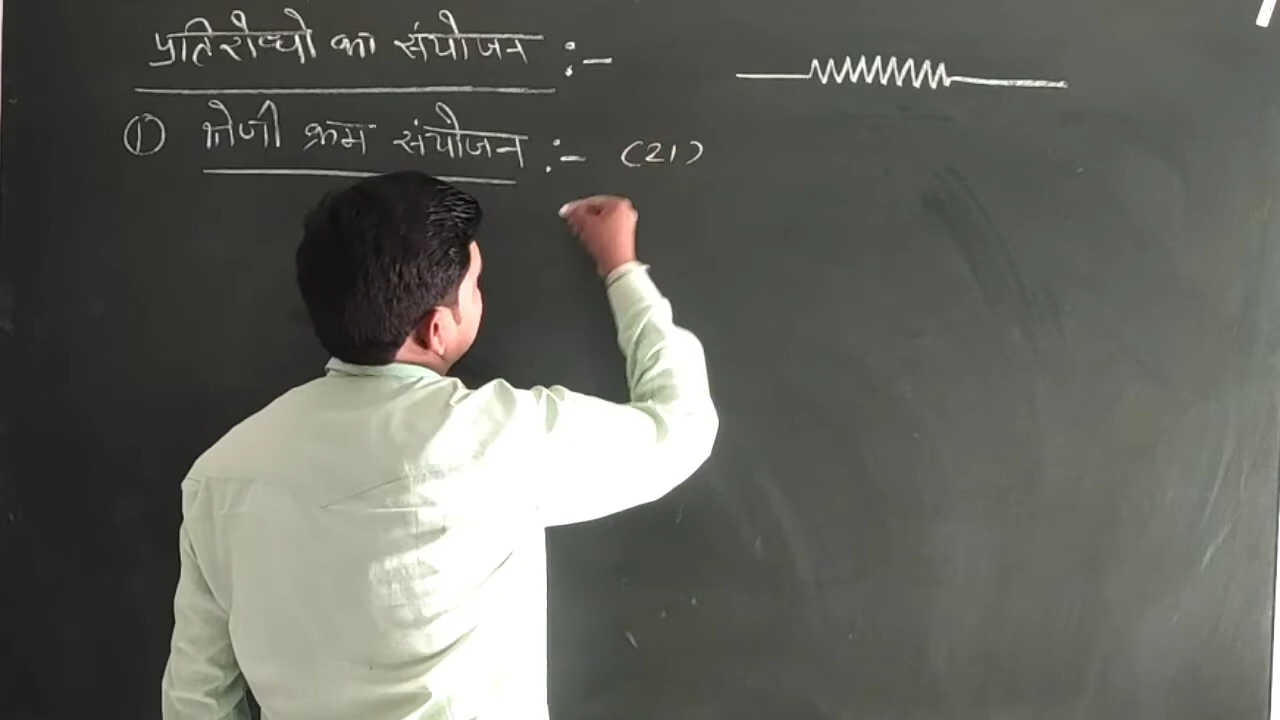 प्रतिरोधो का संयोजन :-
① श्रेणी क्रम संयोजन :- (21)